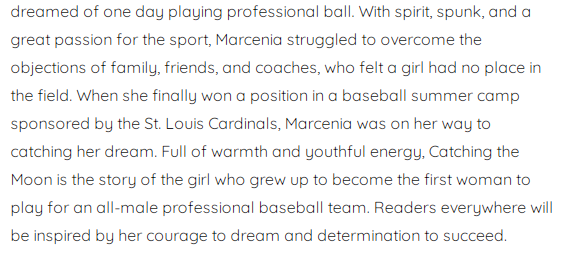 dreamed of one day playing professional ball. With spirit, spunk, and a
great passion for the sport, Marcenia struggled to overcome the
objections of family, friends, and coaches, who felt a girl had no place in
the field. When she finally won a position in a baseball summer camp
sponsored by the St. Louis Cardinals, Marcenia was on her way to
catching her dream. Full of warmth and youthful energy, Catching the
Moon is the story of the girl who grew up to become the first woman to
play for an all-male professional baseball team. Readers everywhere will
be inspired by her courage to dream and determination to succeed.